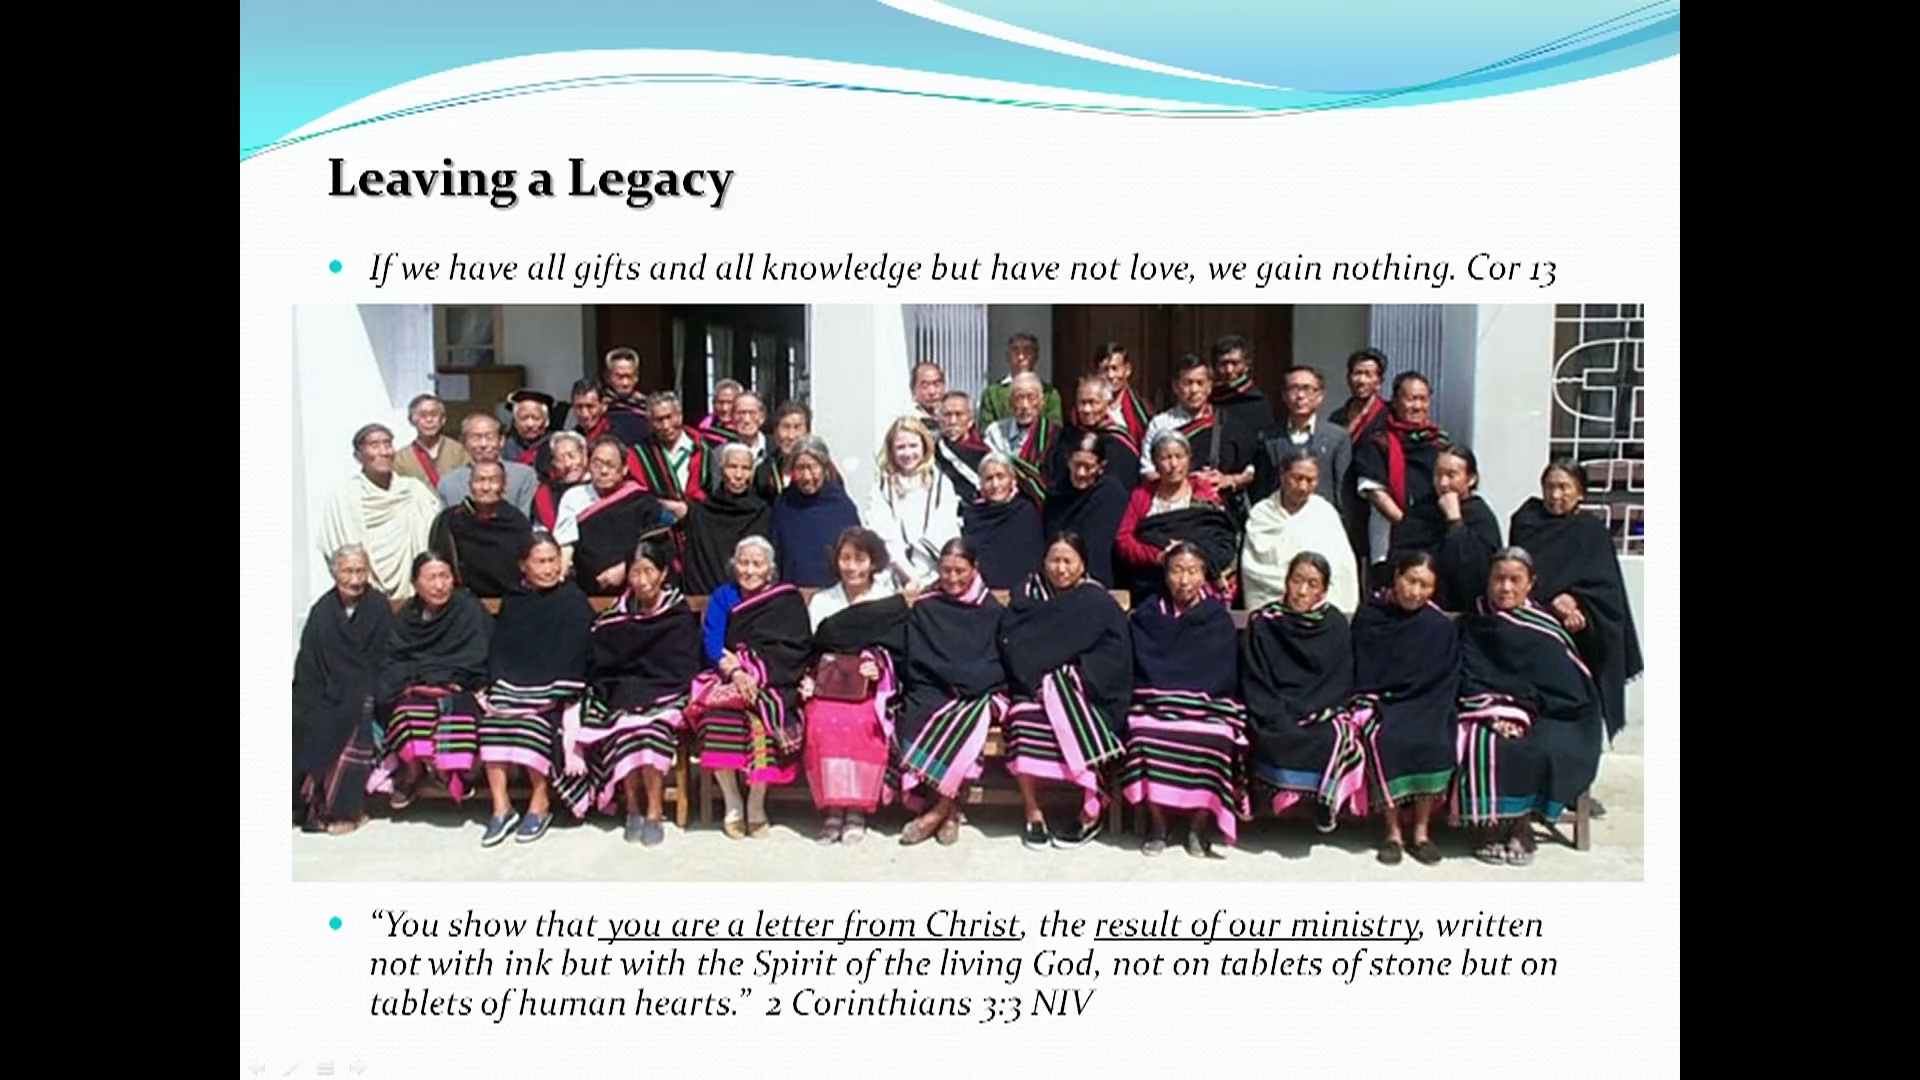 Leaving a Legacy
If we have all gifts and all knowledge but have not love, we gain nothing. Cor 13
“You show that you are a letter from Christ, the result of our ministry, written
not with ink but with the Spirit of the living God, not on tablets of stone but on
tablets of human hearts.” 2 Corinthians 3:3 NIV